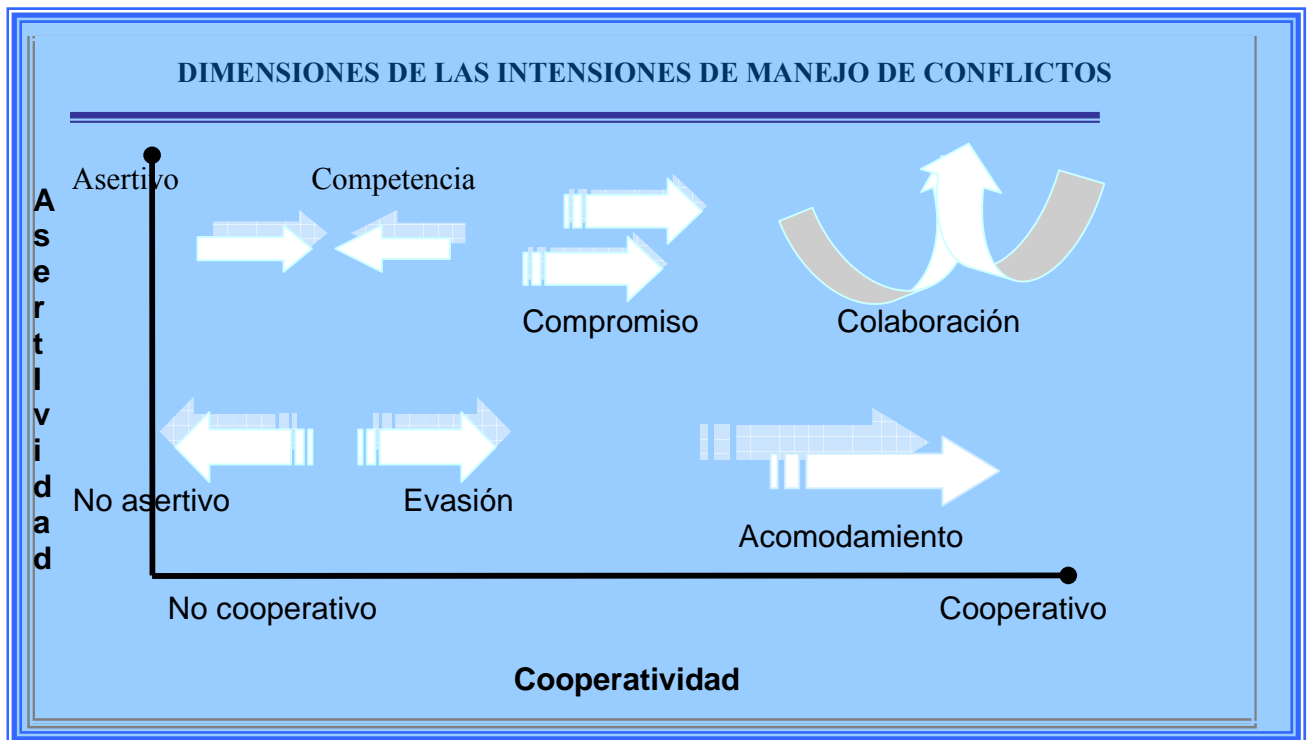 DIMENSIONES DE LAS INTENSIONES DE MANEJO DE CONFLICTOS
Asertivo
Competencia
AsertIvidad
Compromiso
Colaboración
No asertivo
Evasión
Acomodamiento
No cooperativo
Cooperativo
Cooperatividad